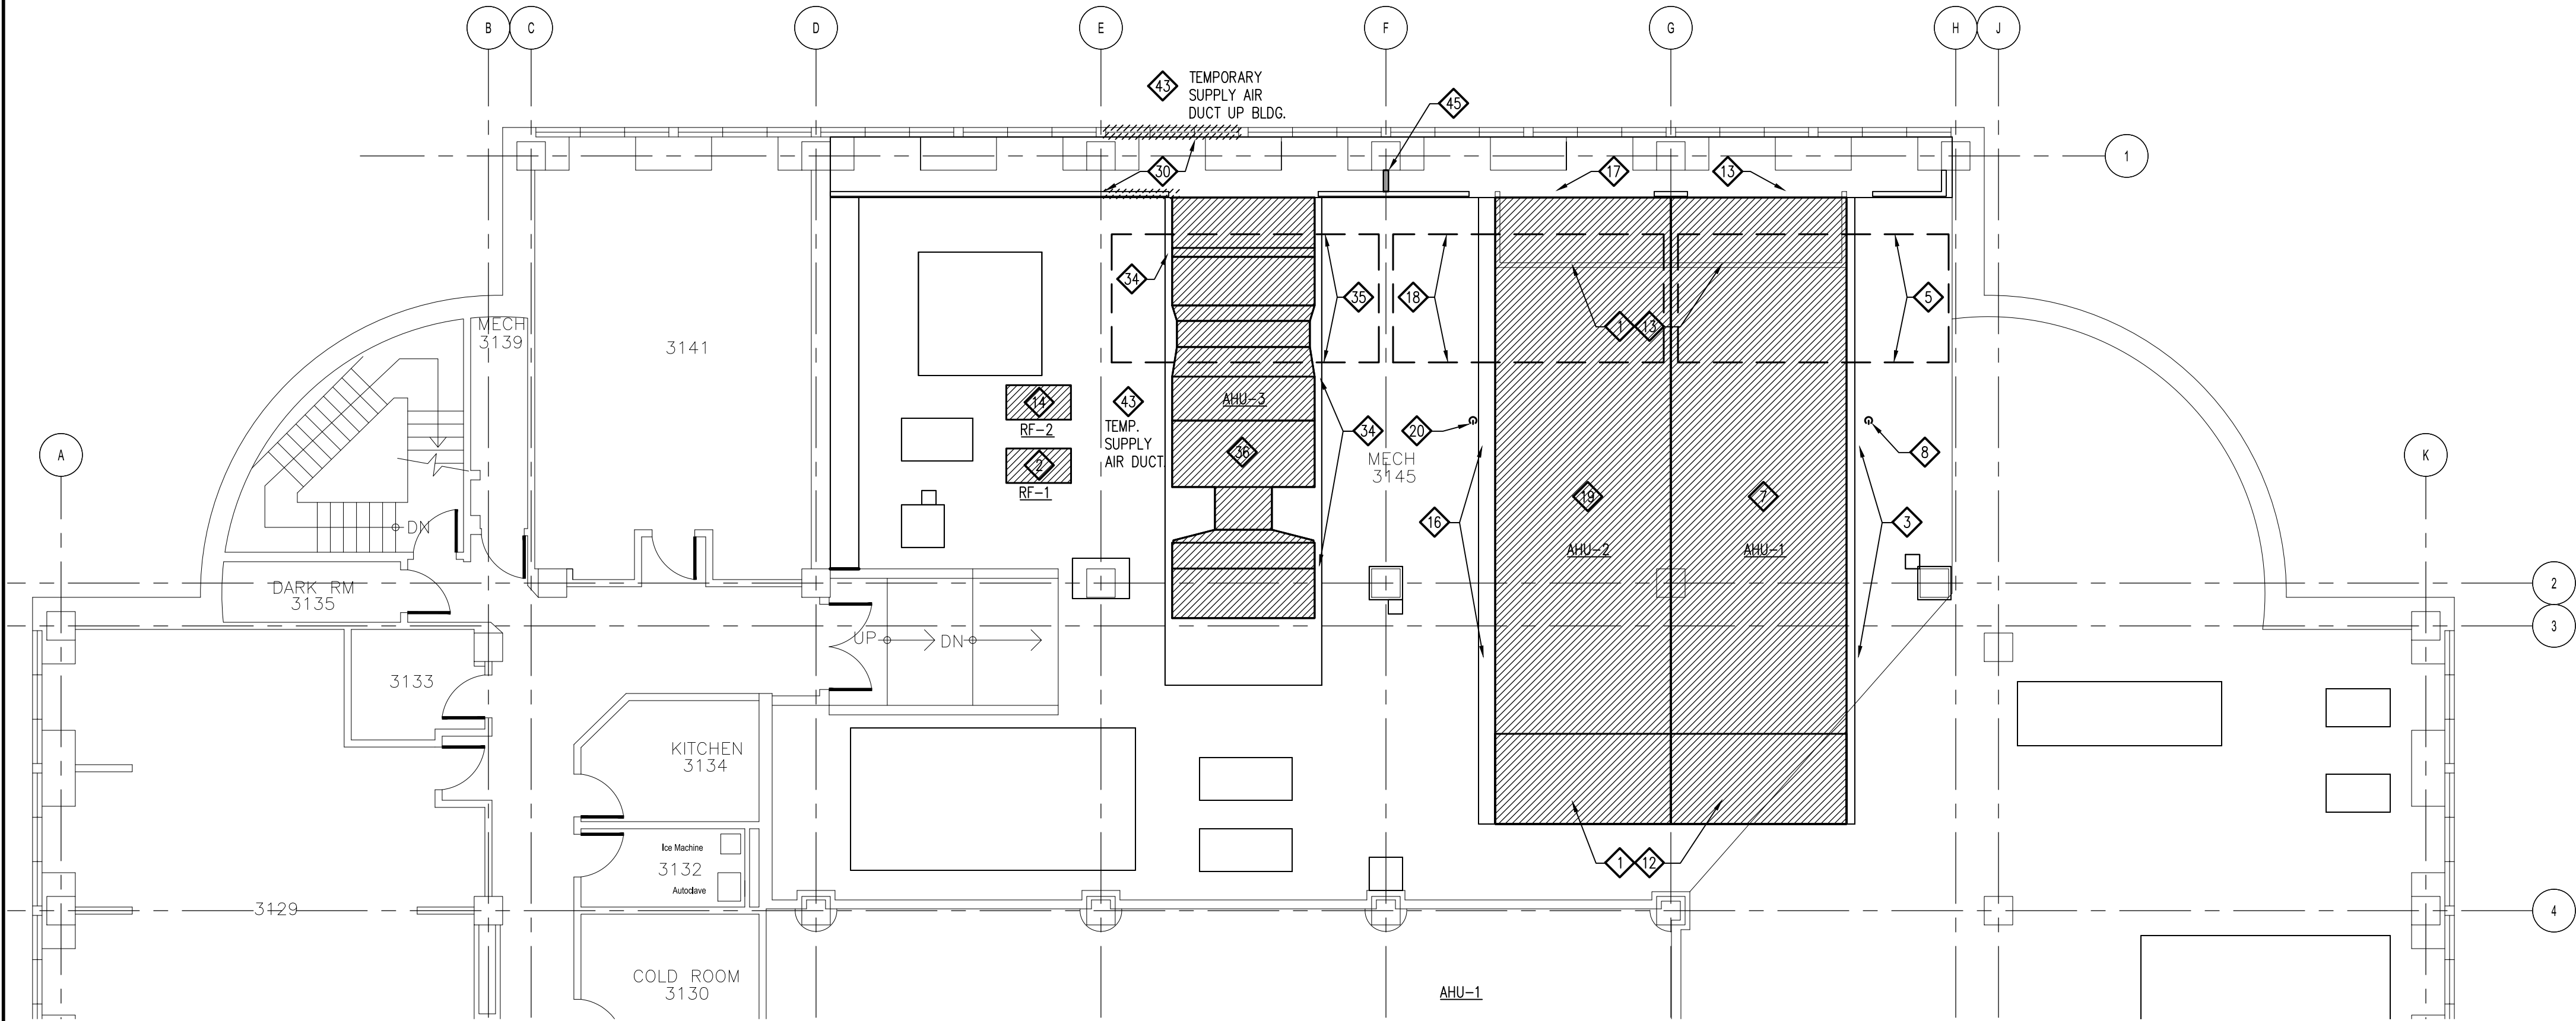 B
C
D
E
F
G
H
J
43
TEMPORARY
SUPPLY AIR
DUCT UP BLDG.
45
1
30
17
13
34
35
18
1
13
5
MECH
3139
3141
14
RF-2
2
RF-1
43
TEMP.
SUPPLY
AIR DUCT
AHU-3
36
34
20
MECH
3145
8
A
K
16
19
7
3
AHU-2
AHU-1
DN
DARK RM
3135
2
3
UP
DN
3133
KITCHEN
3134
Ice Machine
3132
Autoclave
1
12
3129
4
COLD ROOM
3130
AHU-1